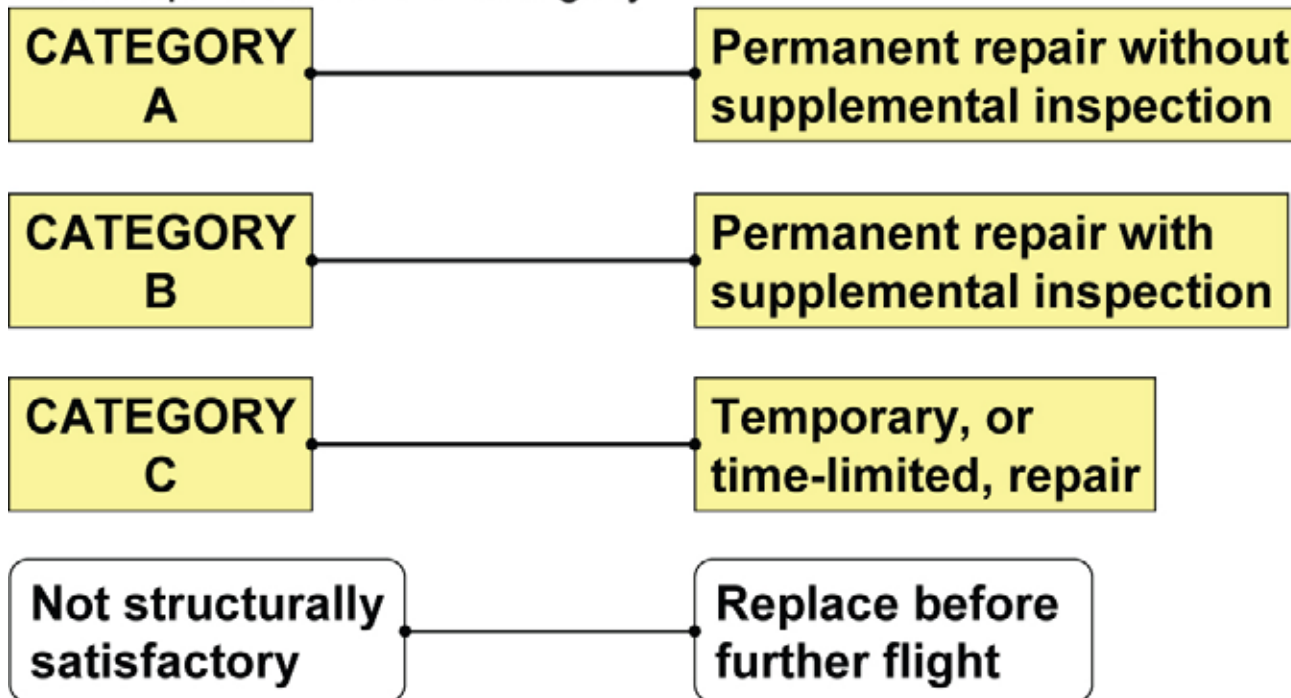 CATEGORY
A
Permanent repair without
supplemental inspection
CATEGORY
B
Permanent repair with
supplemental inspection
CATEGORY
C
Temporary, or
time-limited, repair
Not structurally
satisfactory
Replace before
further flight